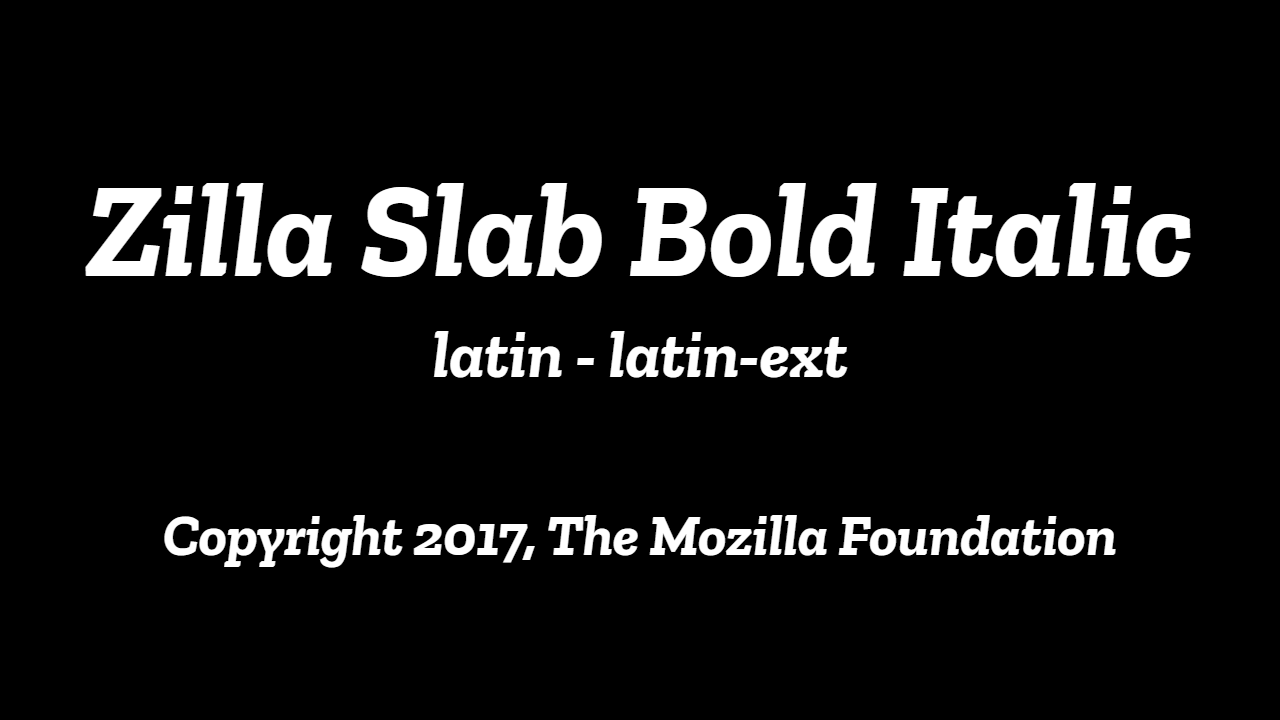 Zilla Slab Bold Italic
latin - latin-ext
Copyright 2017, The Mozilla Foundation